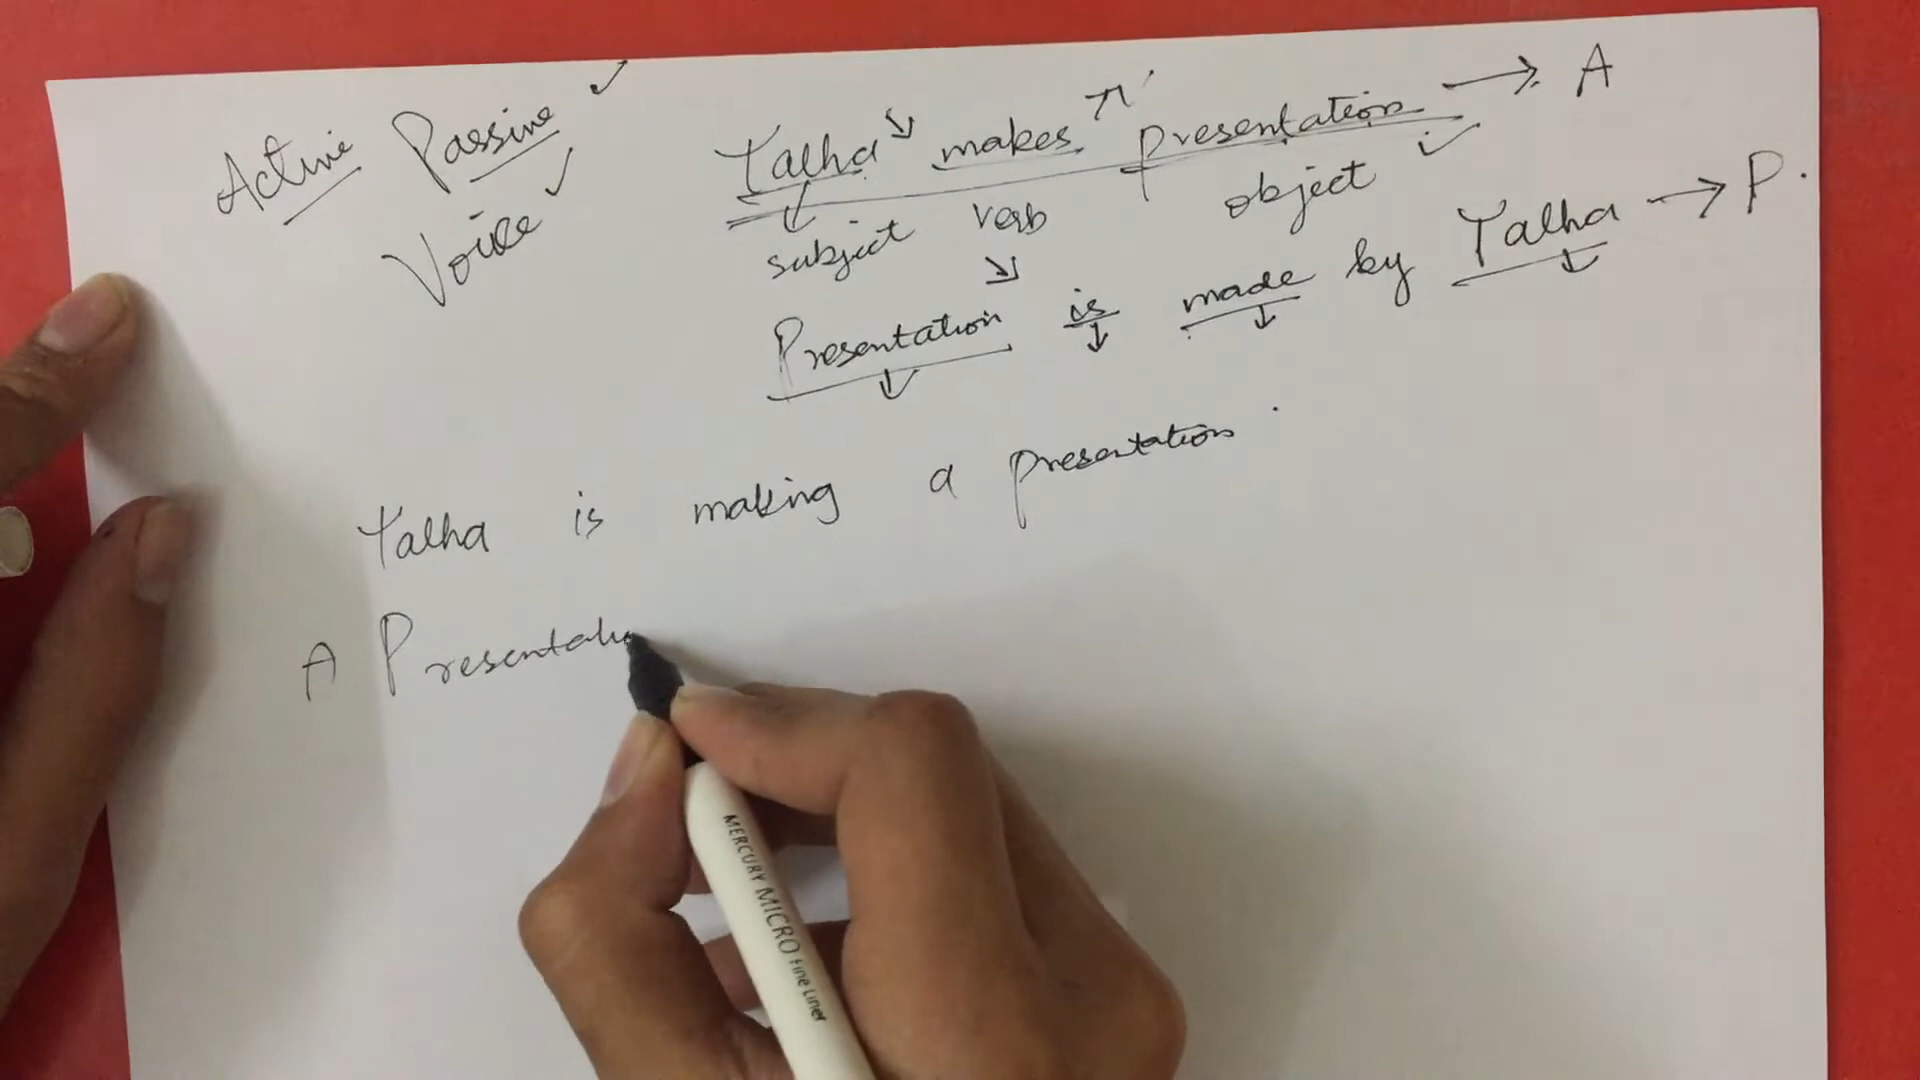 Active Passive
Voice
Talha makes presentation → A
subject verb object
Presentation is made by Talha → P.
Talha is making a presentation
A Presentatio
MERCURY MICRO Fine Liner